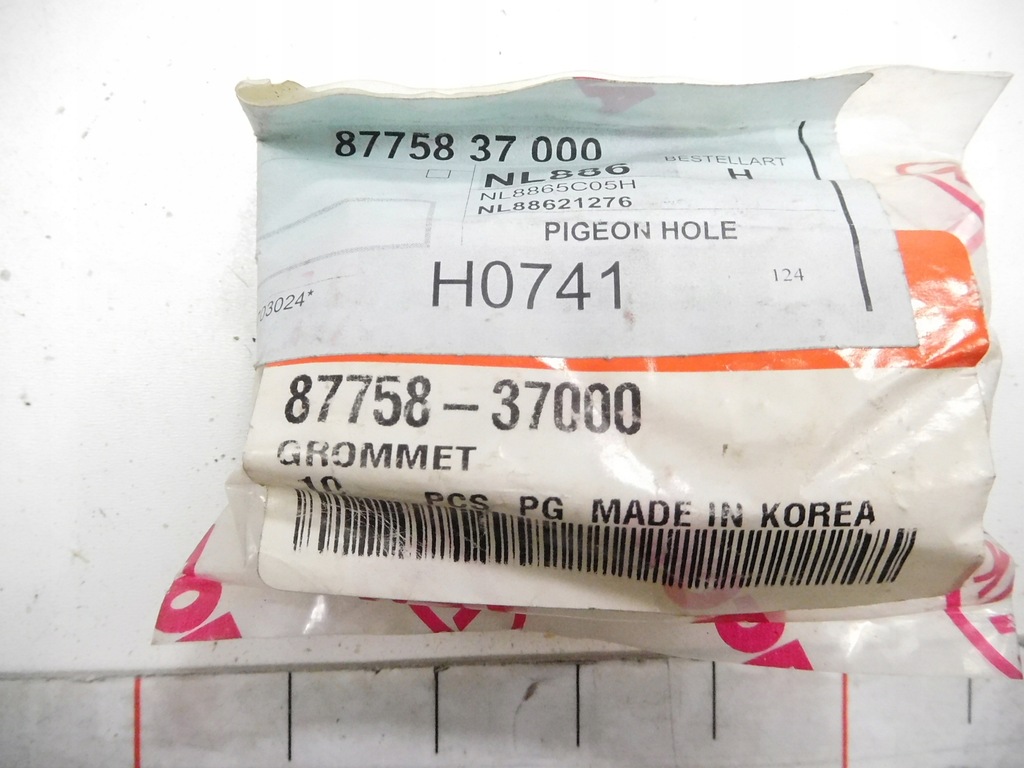 87758 37 000
BESTELLART
NL886
H
NL8865C05H
NL88621276
PIGEON HOLE
H0741
124
03024*
87758-37000
GROMMET
10 PCS PG MADE IN KOREA